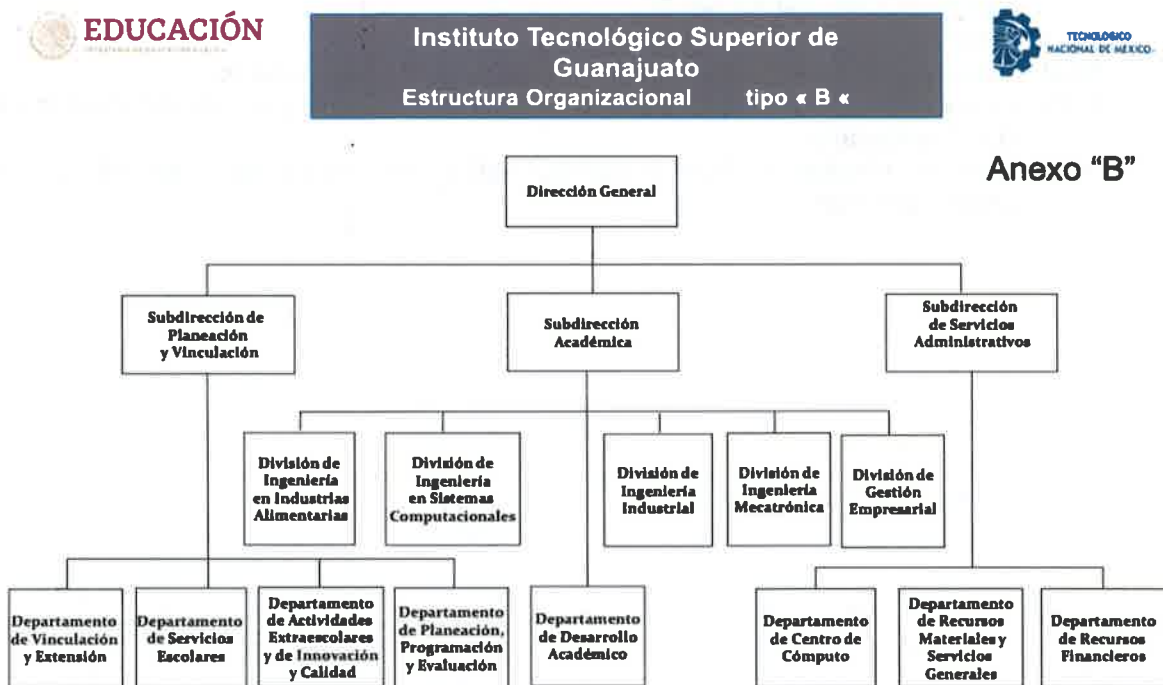 EDUCACIÓN
Instituto Tecnológico Superior de
Guanajuato
Estructura Organizacional tipo « B «
TECNOLÓGICO
NACIONAL DE MÉXICO
Anexo “B”
Dirección General
Subdirección de
Planeación
y Vinculación
Subdirección
Académica
Subdirección
de Servicios
Administrativos
División de
Ingeniería
en Industrias
Alimentarias
División de
Ingeniería
en Sistemas
Computacionales
División de
Ingeniería
Industrial
División de
Ingeniería
Mecatrónica
División de
Gestión
Empresarial
Departamento
de Vinculación
y Extensión
Departamento
de Servicios
Escolares
Departamento
de Actividades
Extraescolares
y de Innovación
y Calidad
Departamento
de Planeación,
Programación
y Evaluación
Departamento
de Desarrollo
Académico
Departamento
de Centro de
Cómputo
Departamento
de Recursos
Materiales y
Servicios
Generales
Departamento
de Recursos
Financieros